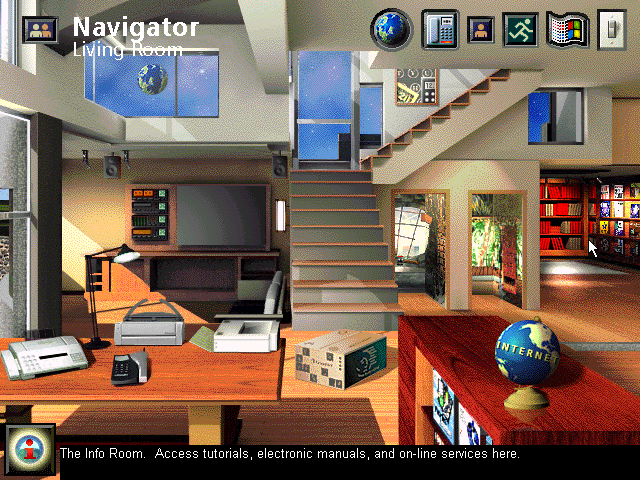 Navigator
Living Room
INTERNET
The Info Room.  Access tutorials, electronic manuals, and on-line services here.